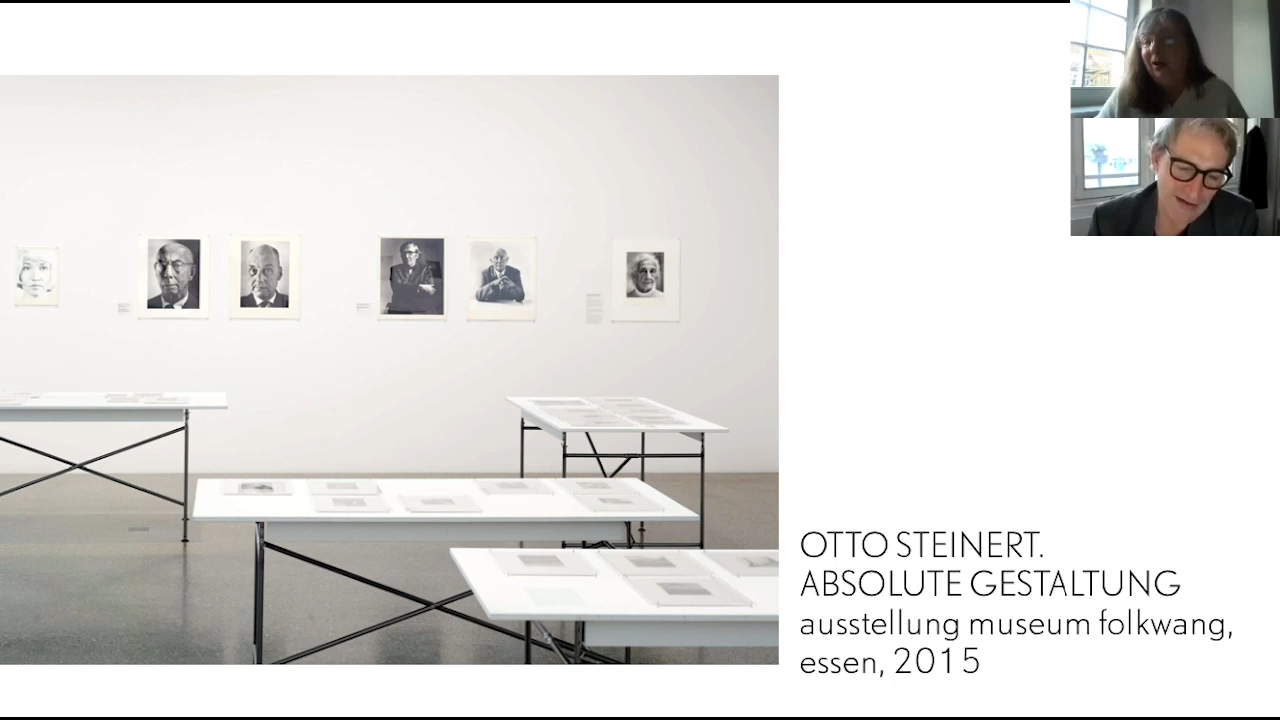 OTTO STEINERT.
ABSOLUTE GESTALTUNG
ausstellung museum folkwang,
essen, 2015